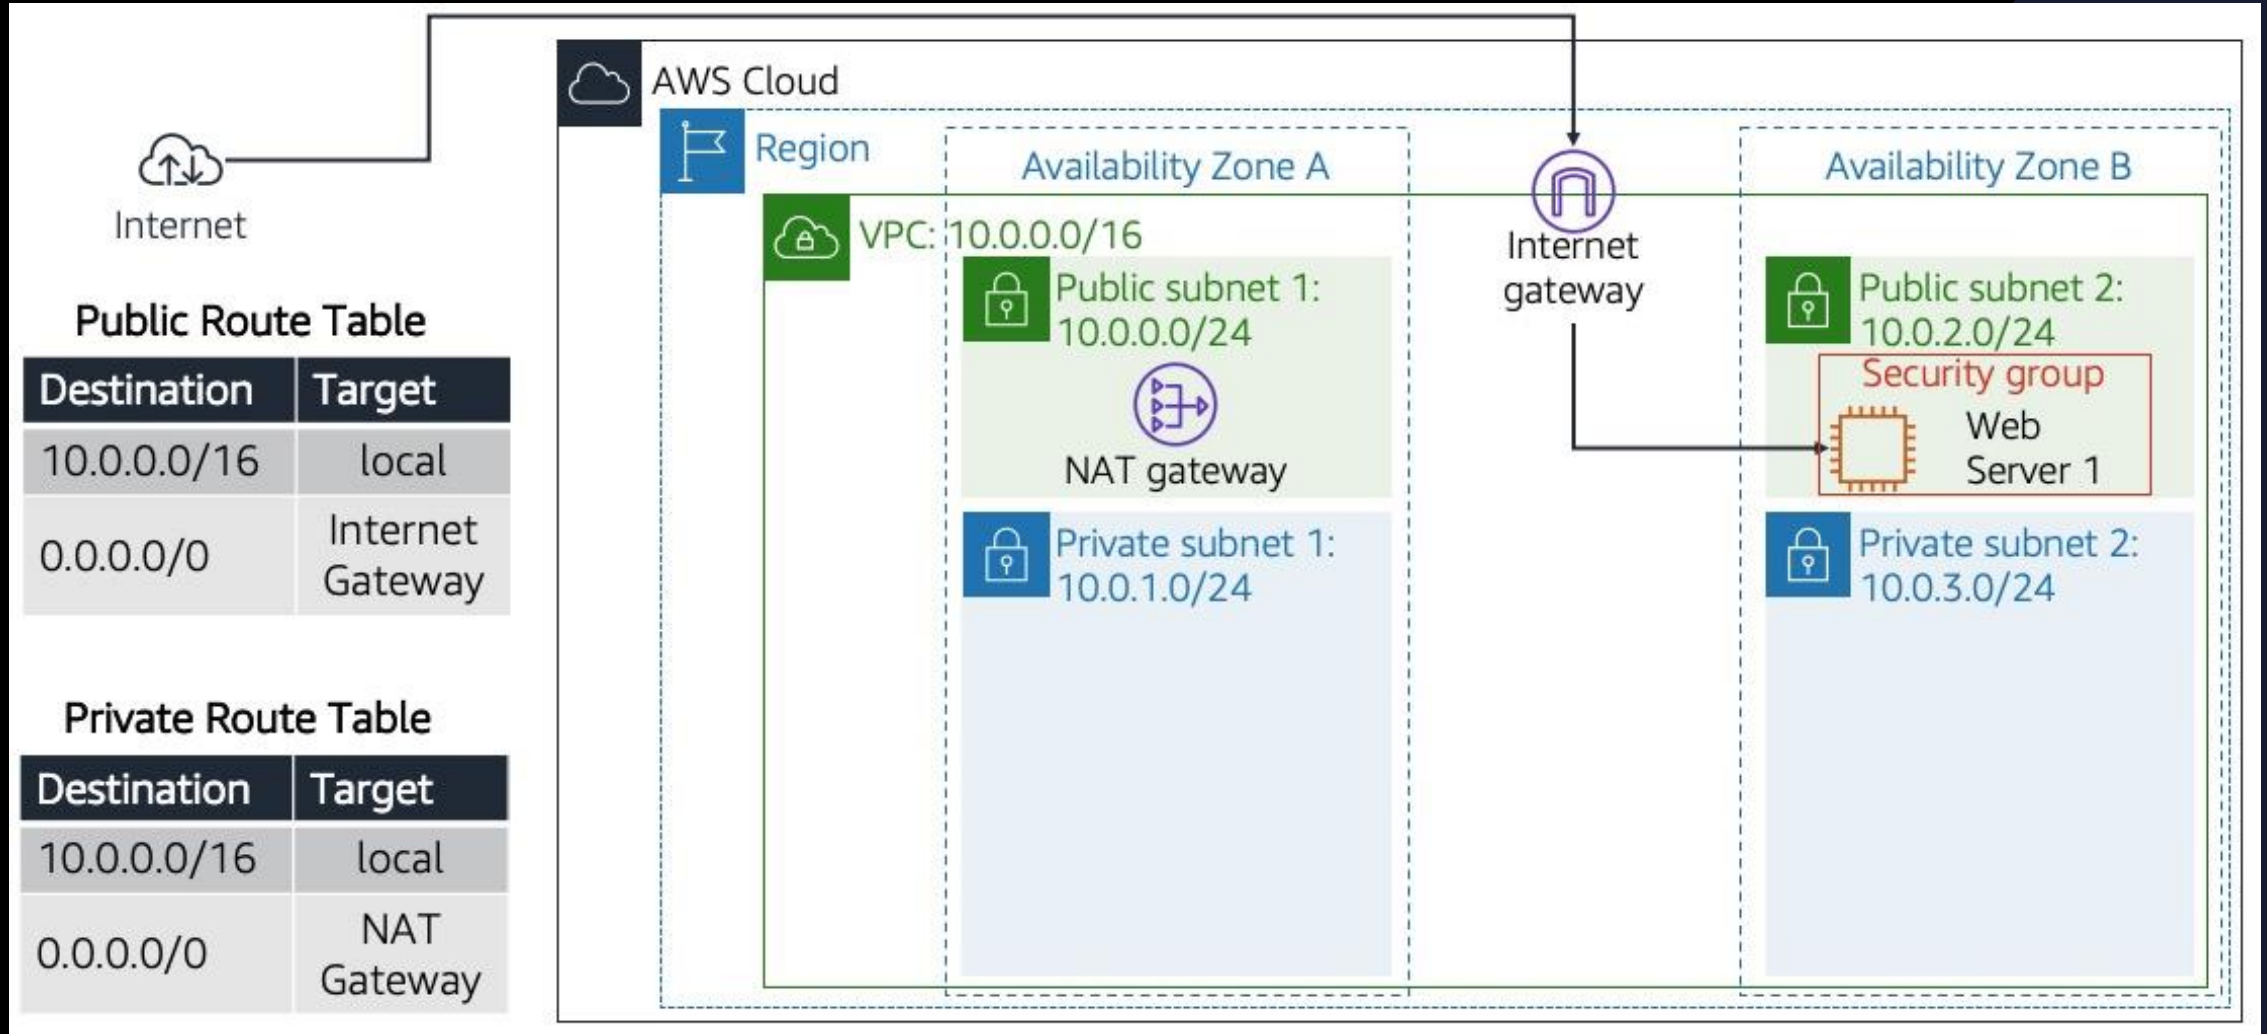 AWS Cloud
Region
Availability Zone A
Availability Zone B
Internet
VPC: 10.0.0.0/16
Internet
gateway
Public subnet 1:
10.0.0.0/24
NAT gateway
Public subnet 2:
10.0.2.0/24
Security group
Web
Server 1
Private subnet 1:
10.0.1.0/24
Private subnet 2:
10.0.3.0/24
Public Route Table
Destination Target
10.0.0.0/16 local
0.0.0.0/0 Internet
Gateway
Private Route Table
Destination Target
10.0.0.0/16 local
0.0.0.0/0 NAT
Gateway